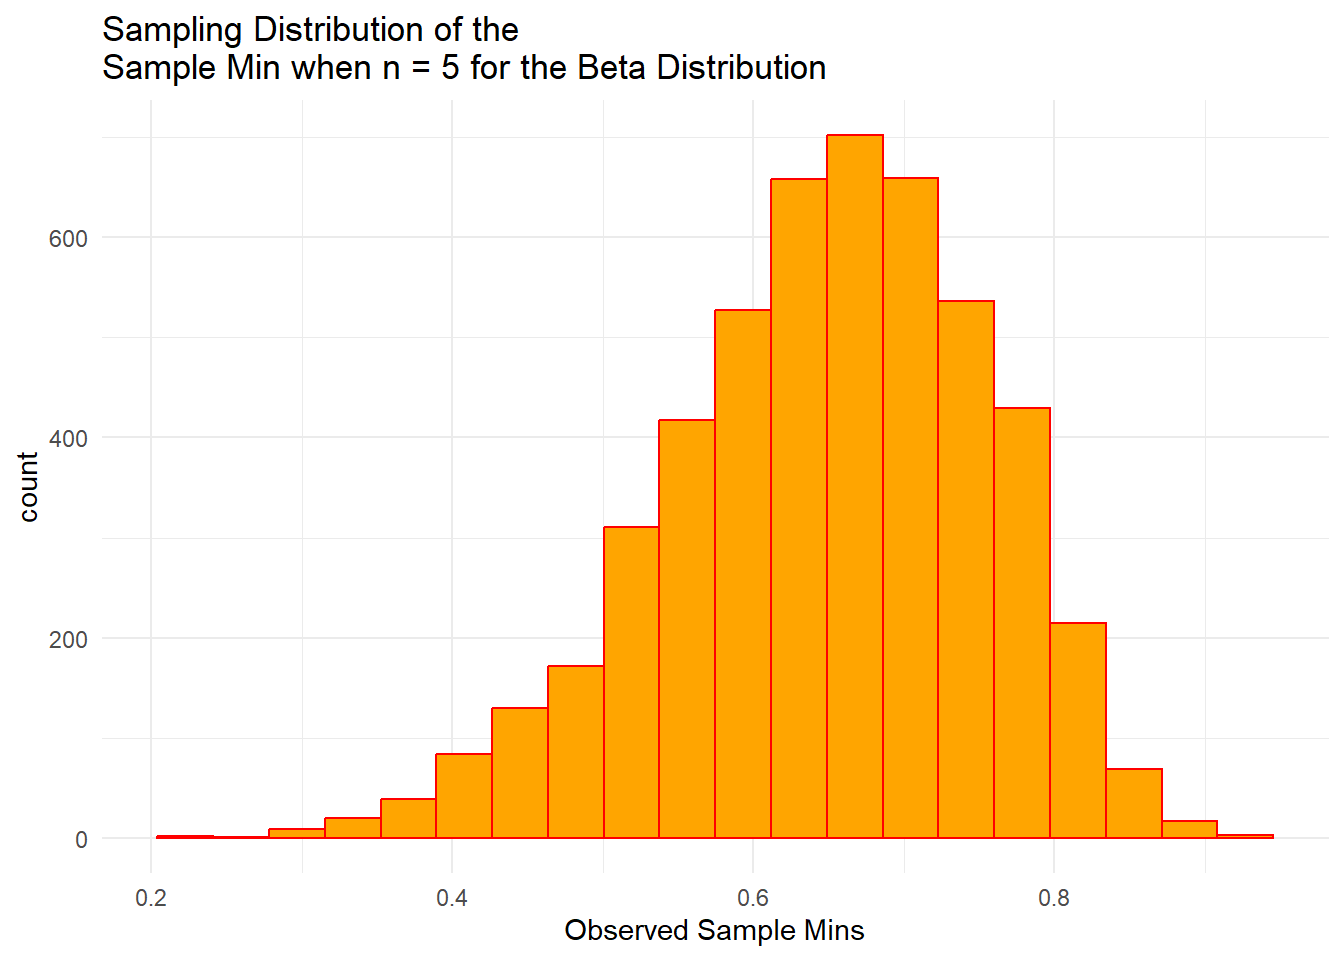 Sampling Distribution of the
Sample Min when n = 5 for the Beta Distribution
600
400
200
0
count
0.2 0.4 0.6 0.8
Observed Sample Mins